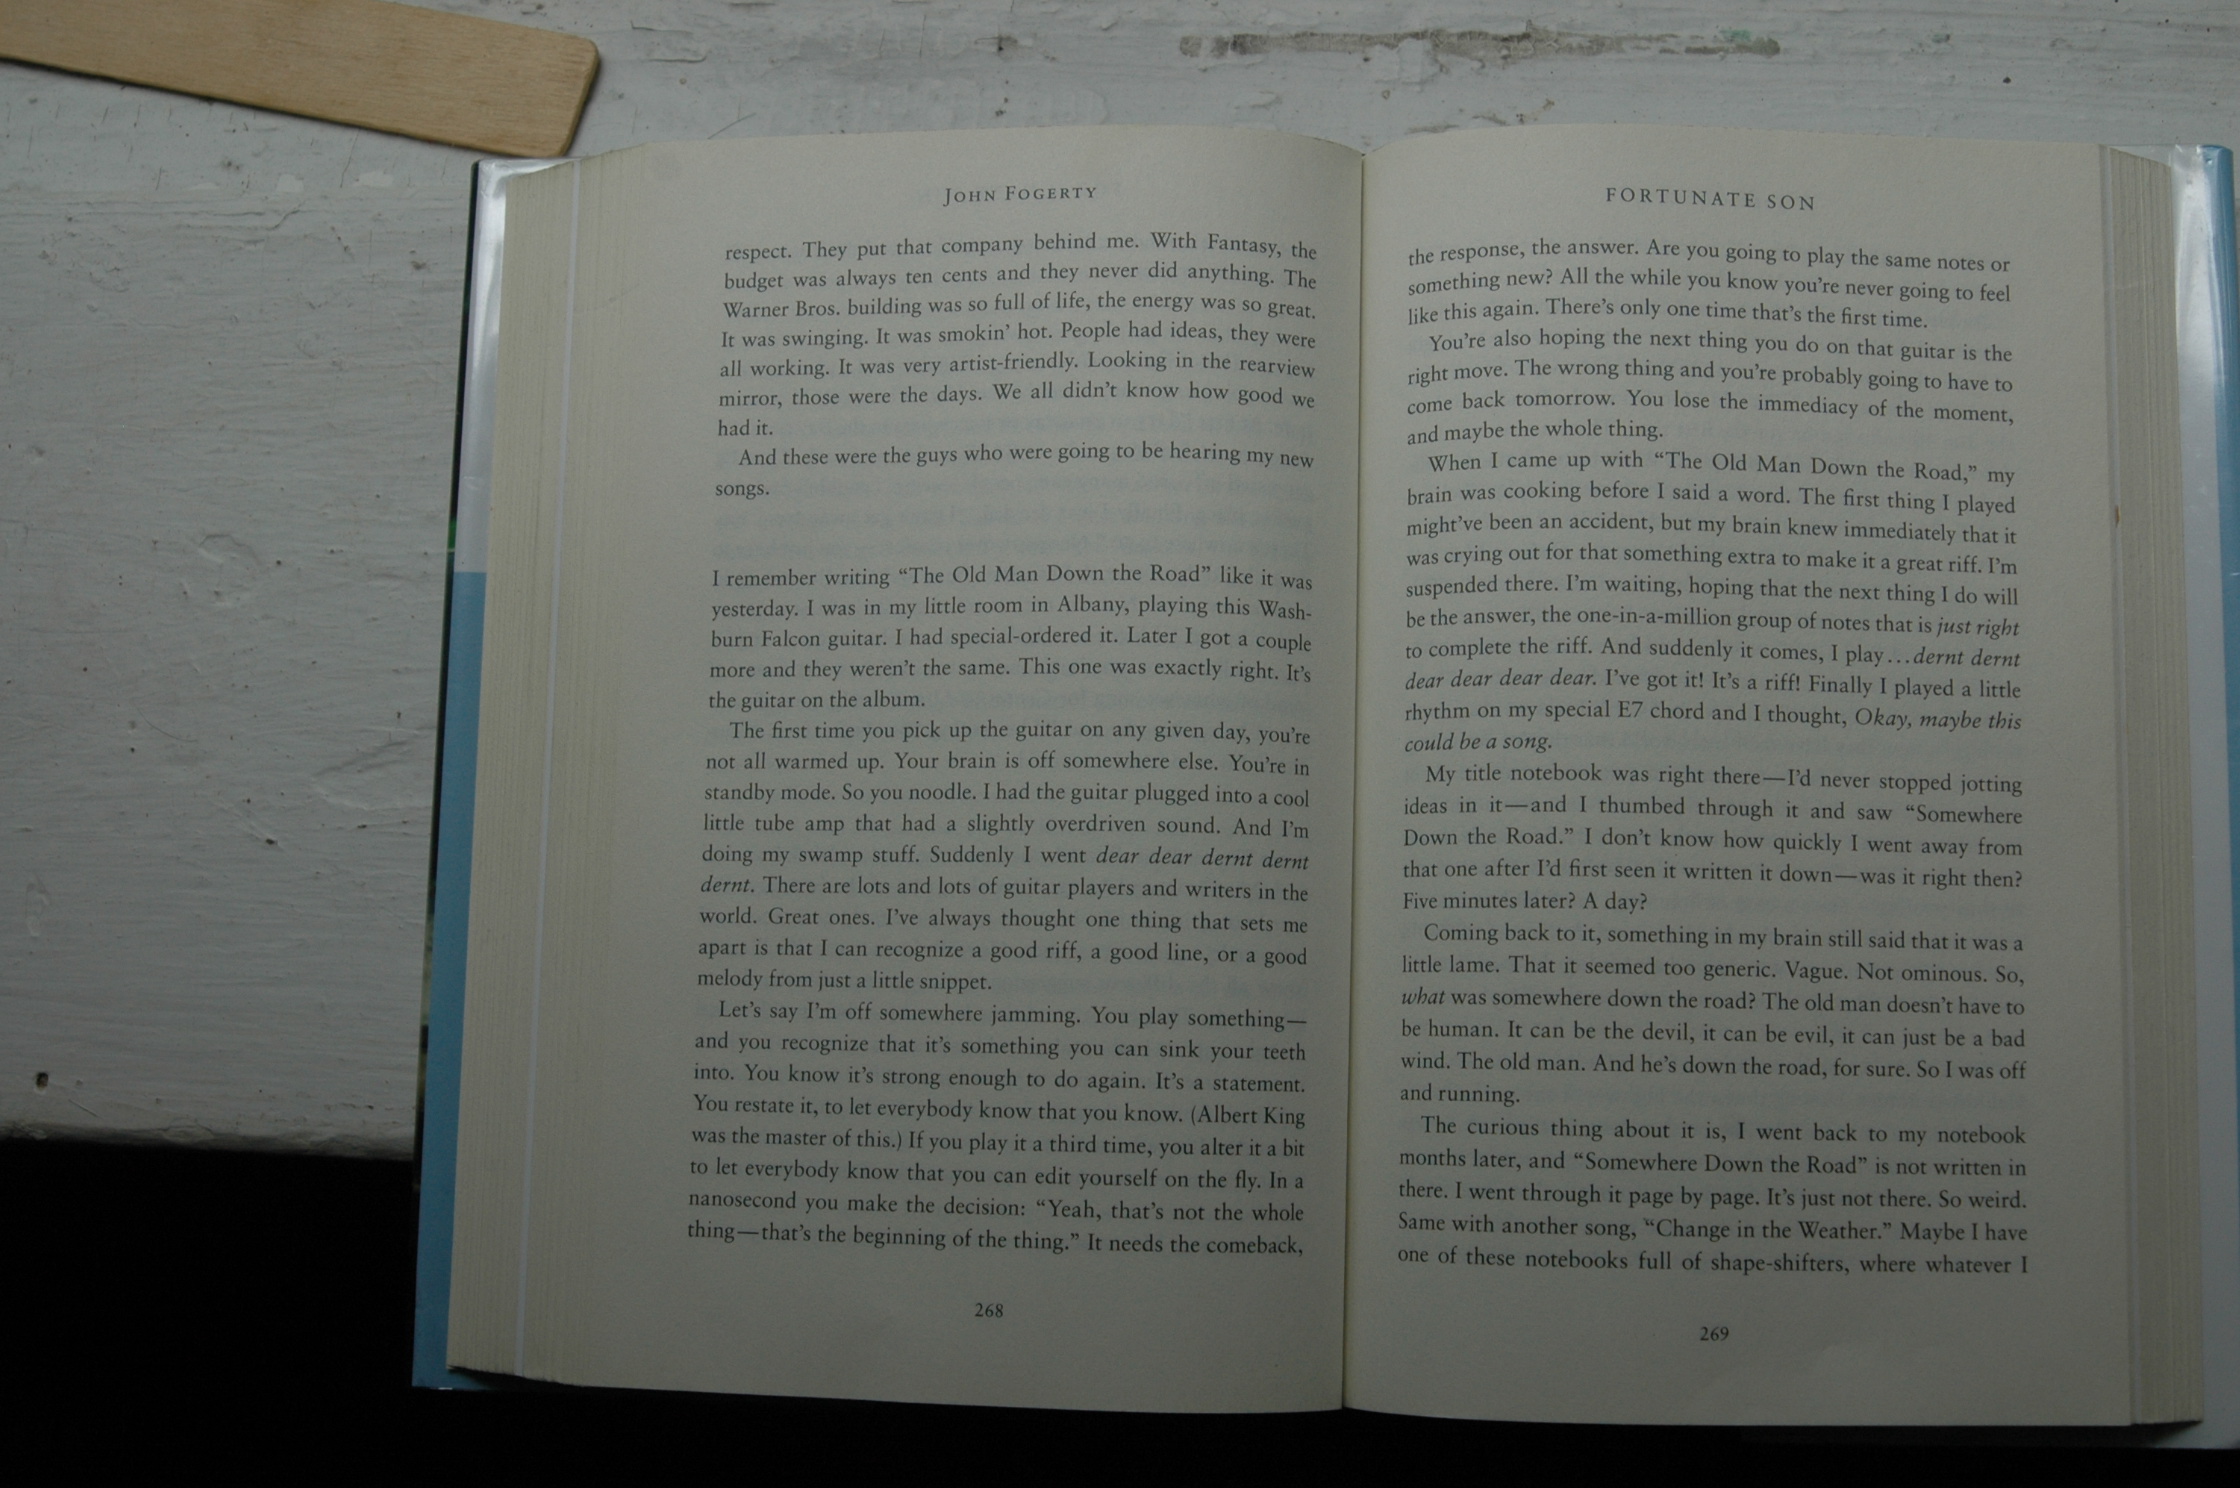 JOHN FOGERTY
respect. They put that company behind me. With Fantasy, the
budget was always ten cents and they never did anything. The
Warner Bros. building was so full of life, the energy was so great.
It was swinging. It was smokin’ hot. People had ideas, they were
all working. It was very artist-friendly. Looking in the rearview
mirror, those were the days. We all didn’t know how good we
had it.
And these were the guys who were going to be hearing my new
songs.
I remember writing “The Old Man Down the Road” like it was
yesterday. I was in my little room in Albany, playing this Wash-
burn Falcon guitar. I had special-ordered it. Later I got a couple
more and they weren’t the same. This one was exactly right. It’s
the guitar on the album.
The first time you pick up the guitar on any given day, you’re
not all warmed up. Your brain is off somewhere else. You’re in
standby mode. So you noodle. I had the guitar plugged into a cool
little tube amp that had a slightly overdriven sound. And I’m
doing my swamp stuff. Suddenly I went dear dear dernt dernt
dernt. There are lots and lots of guitar players and writers in the
world. Great ones. I’ve always thought one thing that sets me
apart is that I can recognize a good riff, a good line, or a good
melody from just a little snippet.
Let’s say I’m off somewhere jamming. You play something—
and you recognize that it’s something you can sink your teeth
into. You know it’s strong enough to do again. It’s a statement.
You restate it, to let everybody know that you know. (Albert King
was the master of this.) If you play it a third time, you alter it a bit
to let everybody know that you can edit yourself on the fly. In a
nanosecond you make the decision: “Yeah, that’s not the whole
thing—that’s the beginning of the thing.” It needs the comeback,
268
FORTUNATE SON
the response, the answer. Are you going to play the same notes or
something new? All the while you know you’re never going to feel
like this again. There’s only one time that’s the first time.
You’re also hoping the next thing you do on that guitar is the
right move. The wrong thing and you’re probably going to have to
come back tomorrow. You lose the immediacy of the moment,
and maybe the whole thing.
When I came up with “The Old Man Down the Road,” my
brain was cooking before I said a word. The first thing I played
might’ve been an accident, but my brain knew immediately that it
was crying out for that something extra to make it a great riff. I’m
suspended there. I’m waiting, hoping that the next thing I do will
be the answer, the one-in-a-million group of notes that is just right
to complete the riff. And suddenly it comes, I play...dernt dernt
dear dear dear dear. I’ve got it! It’s a riff! Finally I played a little
rhythm on my special E7 chord and I thought, Okay, maybe this
could be a song.
My title notebook was right there—I’d never stopped jotting
ideas in it—and I thumbed through it and saw “Somewhere
Down the Road.” I don’t know how quickly I went away from
that one after I’d first seen it written it down—was it right then?
Five minutes later? A day?
Coming back to it, something in my brain still said that it was a
little lame. That it seemed too generic. Vague. Not ominous. So,
what was somewhere down the road? The old man doesn’t have to
be human. It can be the devil, it can be evil, it can just be a bad
wind. The old man. And he’s down the road, for sure. So I was off
and running.
The curious thing about it is, I went back to my notebook
months later, and “Somewhere Down the Road” is not written in
there. I went through it page by page. It’s just not there. So weird.
Same with another song, “Change in the Weather.” Maybe I have
one of these notebooks full of shape-shifters, where whatever I
269